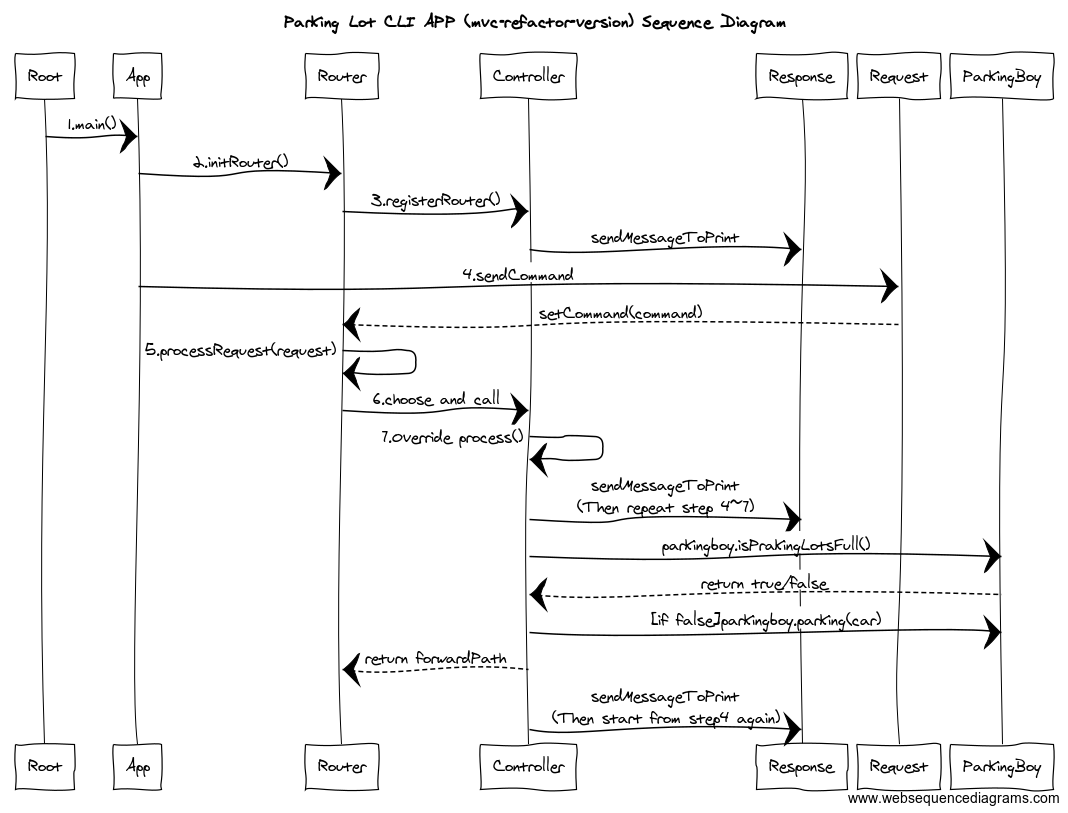 Parking Lot CLI APP (mvc-refactor-version) Sequence Diagram
Root App Router Controller Response Request ParkingBoy
1.main()
2.initRouter()
3.registerRouter()
sendMessageToPrint
4.sendCommand
setCommand(command)
5.processRequest(request)
6.choose and call
7.Override process()
sendMessageToPrint
(Then repeat step 4~7)
parkingboy.isPrakingLotsFull()
return true/false
[if false]parkingboy.parking(car)
return forwardPath
sendMessageToPrint
(Then start from step4 again)
Root App Router Controller Response Request ParkingBoy
www.websequencediagrams.com